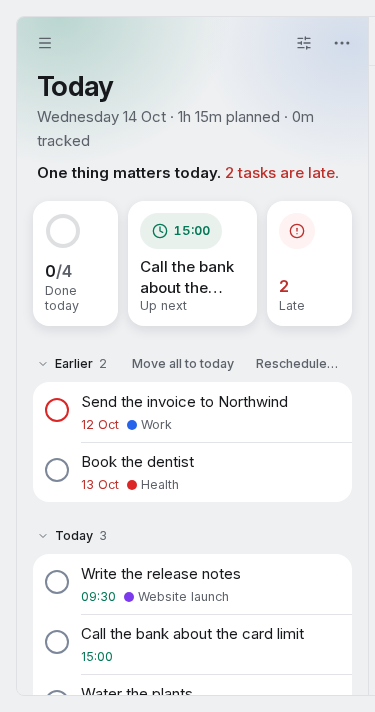 Today
Wednesday 14 Oct · 1h 15m planned · 0m
tracked
One thing matters today. 2 tasks are late.
0/4
Done
today
15:00
Call the bank
about the…
Up next
2
Late
Earlier 2 Move all to today Reschedule…
Send the invoice to Northwind
12 Oct Work
Book the dentist
13 Oct Health
Today 3
Write the release notes
09:30 Website launch
Call the bank about the card limit
15:00
Water the plants